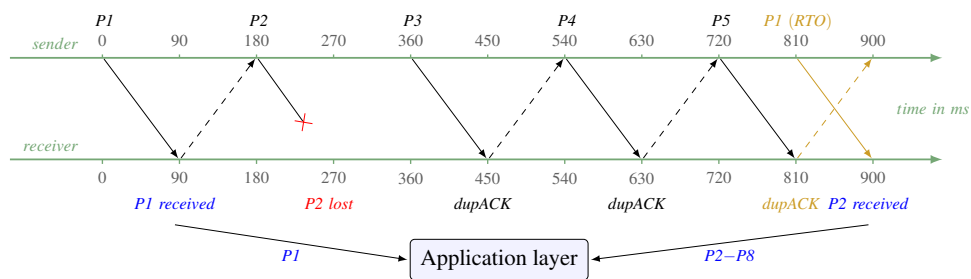 P1 P2 P3 P4 P5 P1 (RTO)
sender 0 90 180 360 450 540 630 720 810 900
time in ms
receiver
0 90 180 270 360 450 540 630 720 810 900
P1 received P2 lost dupACK dupACK dupACK P2 received
P1 Application layer P2–P8